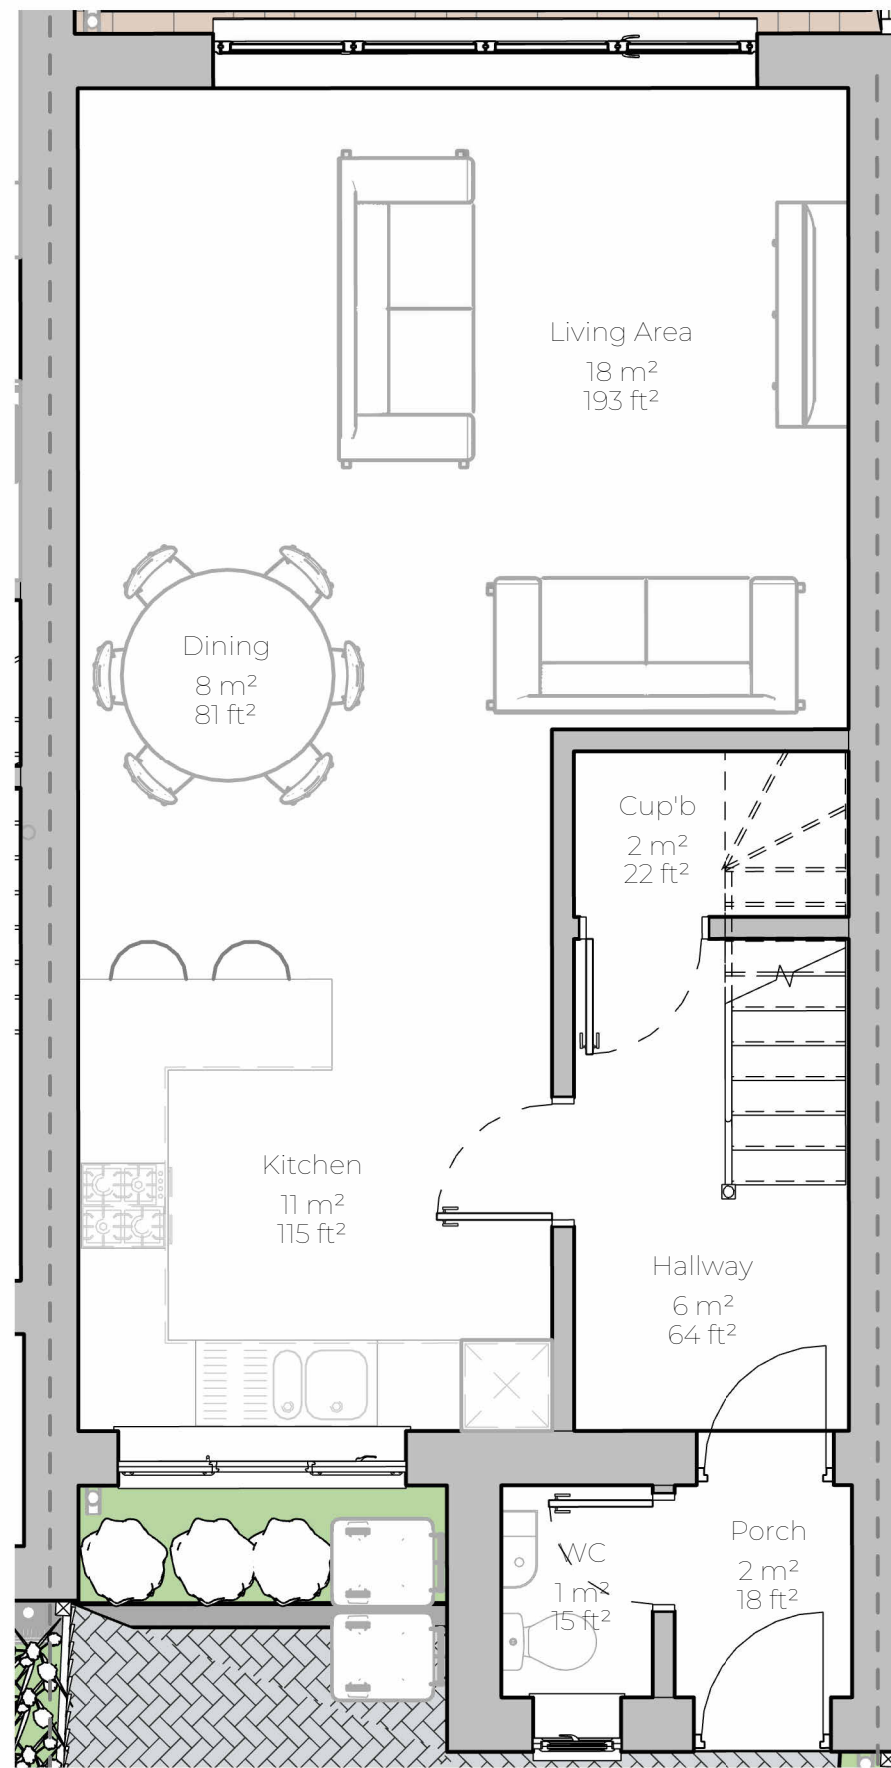 Living Area
18 m²
193 ft²
Dining
8 m²
81 ft²
Cup'b
2 m²
22 ft²
Kitchen
11 m²
115 ft²
Hallway
6 m²
64 ft²
WC
1 m²
15 ft²
Porch
2 m²
18 ft²